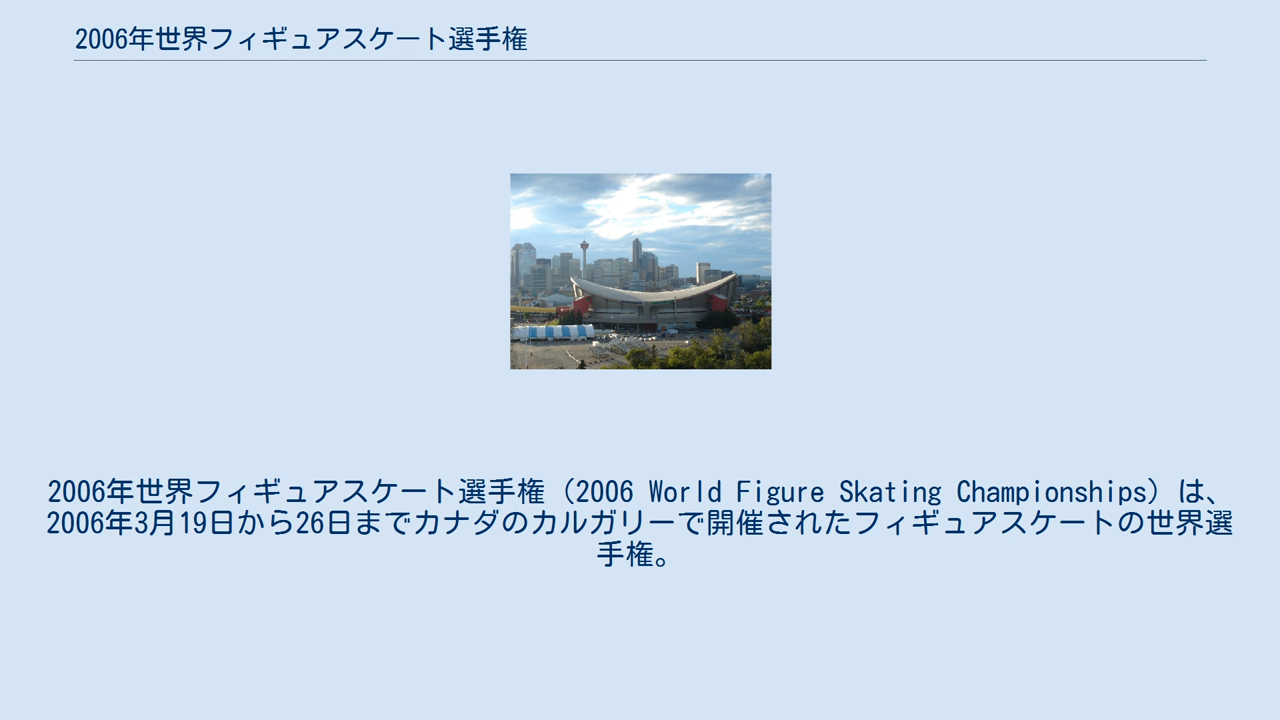 2006年世界フィギュアスケート選手権
2006年世界フィギュアスケート選手権（2006 World Figure Skating Championships）は、
2006年3月19日から26日までカナダのカルガリーで開催されたフィギュアスケートの世界選
手権。